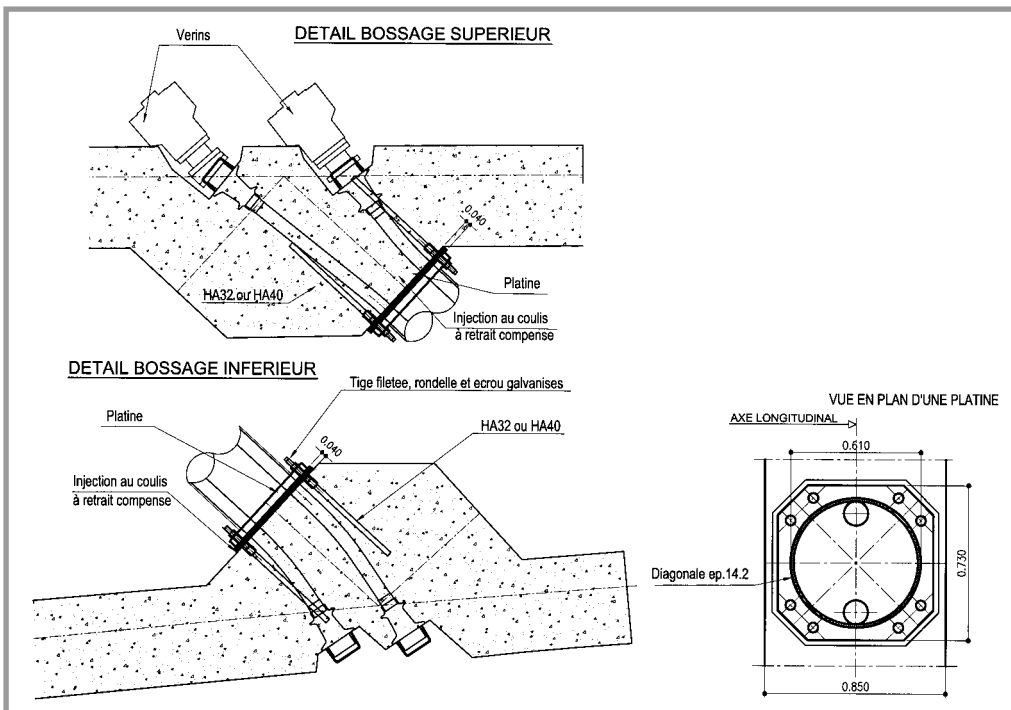 Verins
DETAIL BOSSAGE SUPERIEUR
0.040
Platine
HA32 ou HA40
Injection au coulis
à retrait compense
DETAIL BOSSAGE INFERIEUR
Tige filetee, rondelle et ecrou galvanises
Platine
HA32 ou HA40
0.040
Injection au coulis
à retrait compense
VUE EN PLAN D'UNE PLATINE
AXE LONGITUDINAL
0.610
Diagonale ep.14.2
0.730
0.850